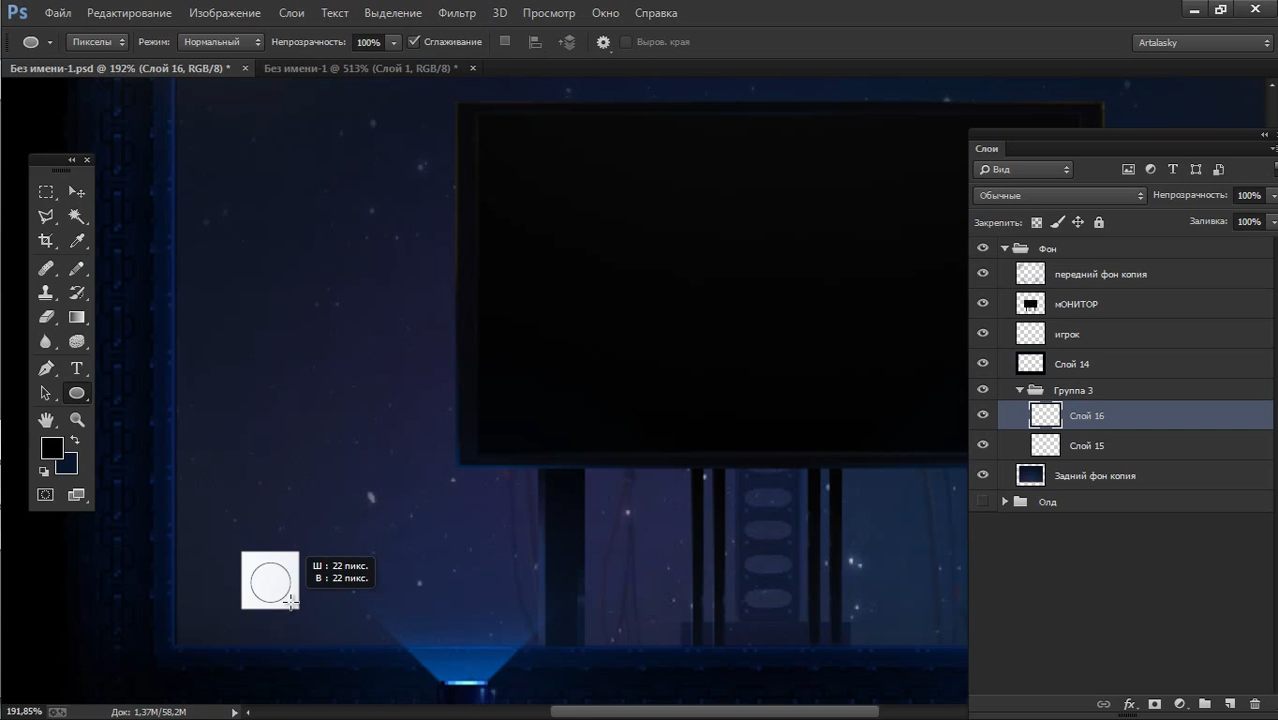 Ps Файл Редактирование Изображение Слои Текст Выделение Фильтр 3D Просмотр Окно Справка
Пикселы Режим: Нормальный Непрозрачность: 100% Сглаживание Выров. края Artalasky
Без имени-1.psd @ 192% (Слой 16, RGB/8) * × Без имени-1 @ 513% (Слой 1, RGB/8) * ×
Слои
Вид
Обычные Непрозрачность: 100%
Закрепить: Заливка: 100%
Фон
передний фон копия
мОНИТОР
игрок
Слой 14
Группа 3
Слой 16
Слой 15
Задний фон копия
Олд
Ш : 22 пикс.
В : 22 пикс.
191,85% Док: 1,37M/58,2M